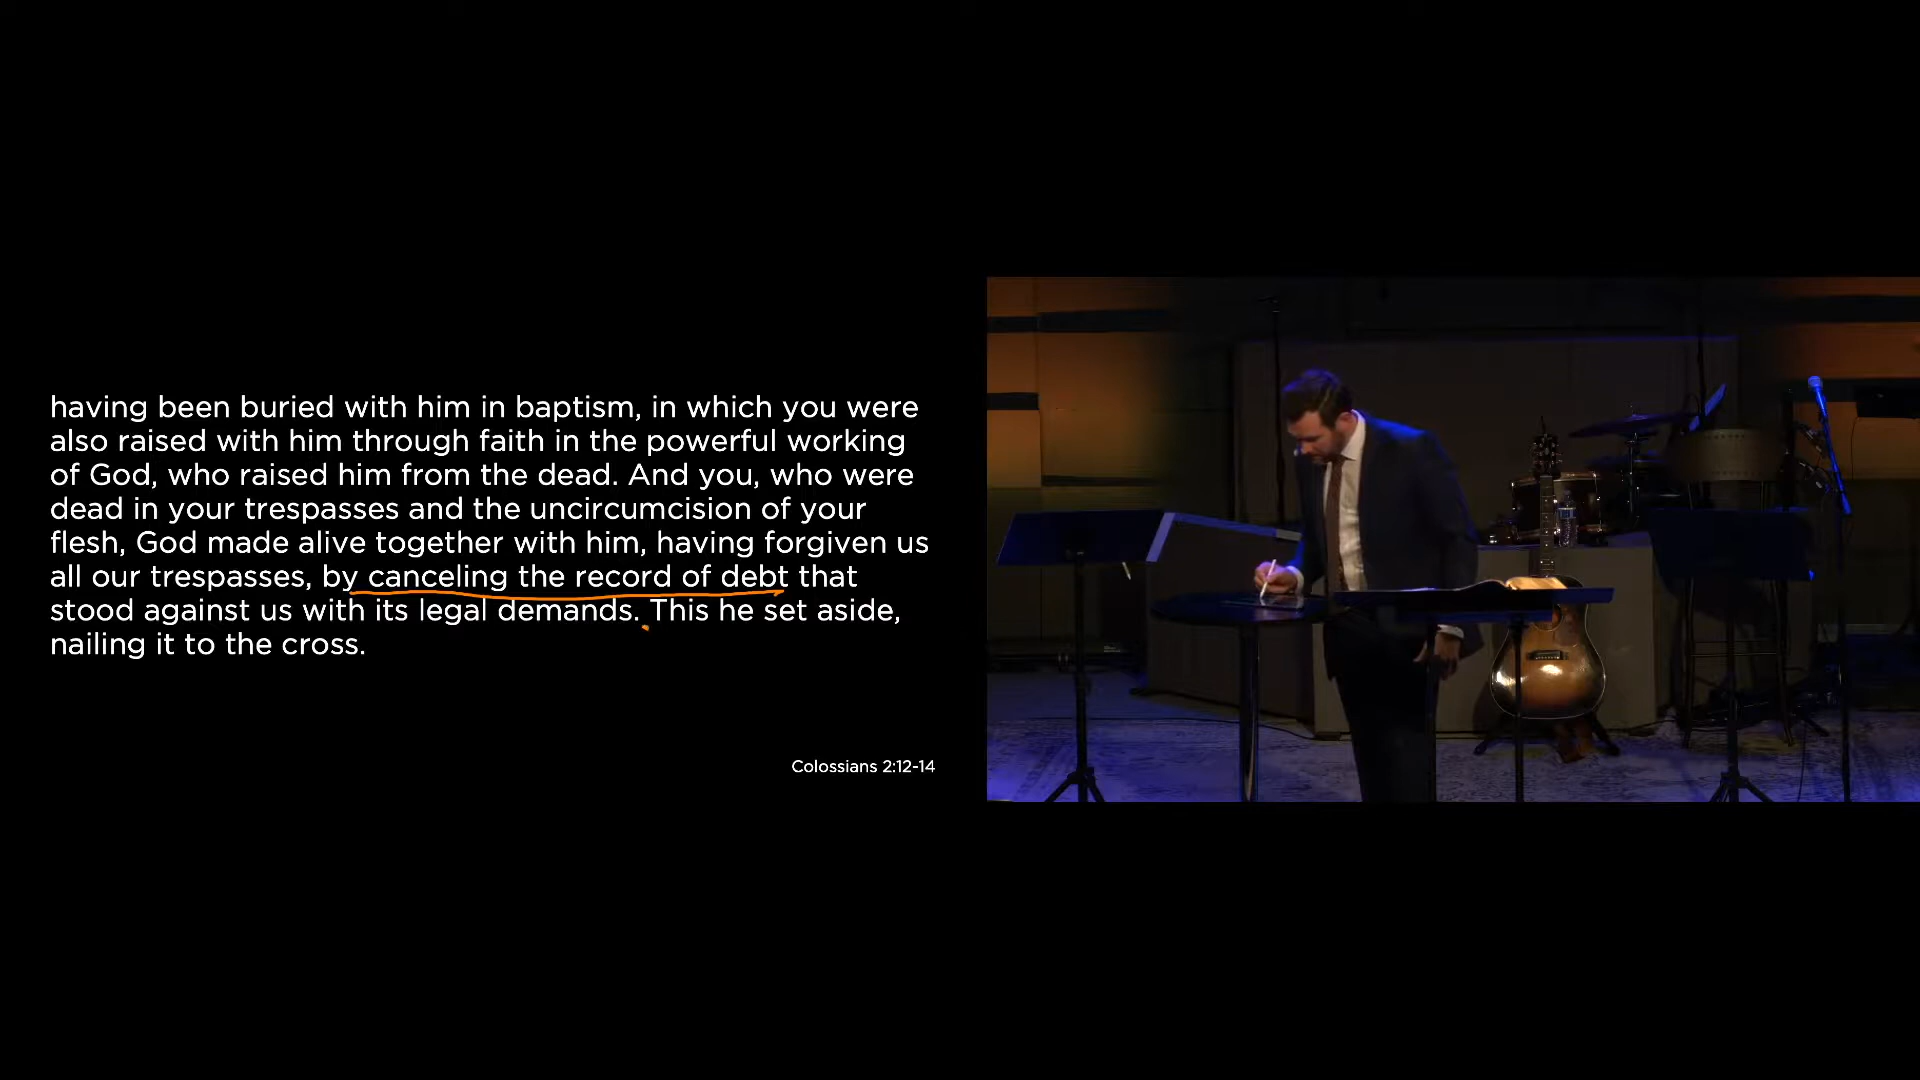 having been buried with him in baptism, in which you were
also raised with him through faith in the powerful working
of God, who raised him from the dead. And you, who were
dead in your trespasses and the uncircumcision of your
flesh, God made alive together with him, having forgiven us
all our trespasses, by canceling the record of debt that
stood against us with its legal demands. This he set aside,
nailing it to the cross.
Colossians 2:12-14